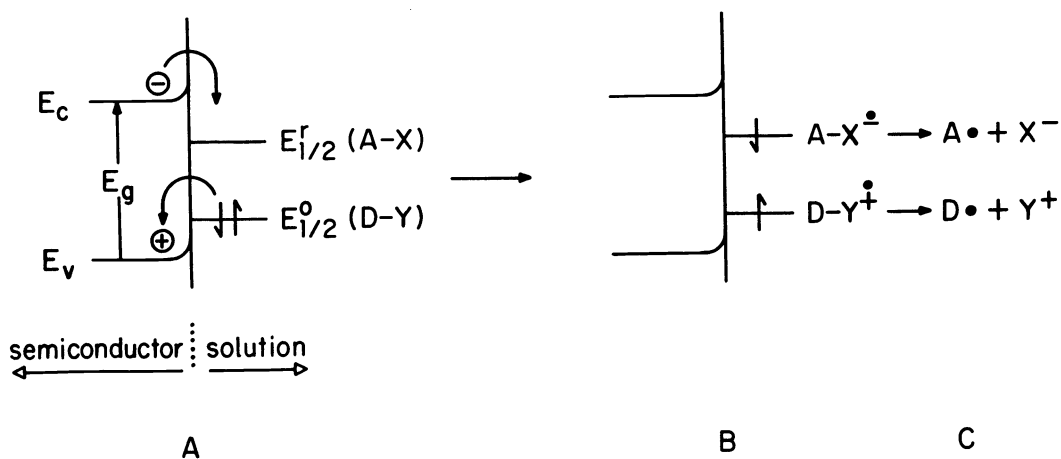 E_c
⊖
E^r_1/2 (A-X)
A-X^•− → A• + X^−
E_g
E^o_1/2 (D-Y)
D-Y^•+ → D• + Y^+
E_v
⊕
semiconductor
solution
A
B
C